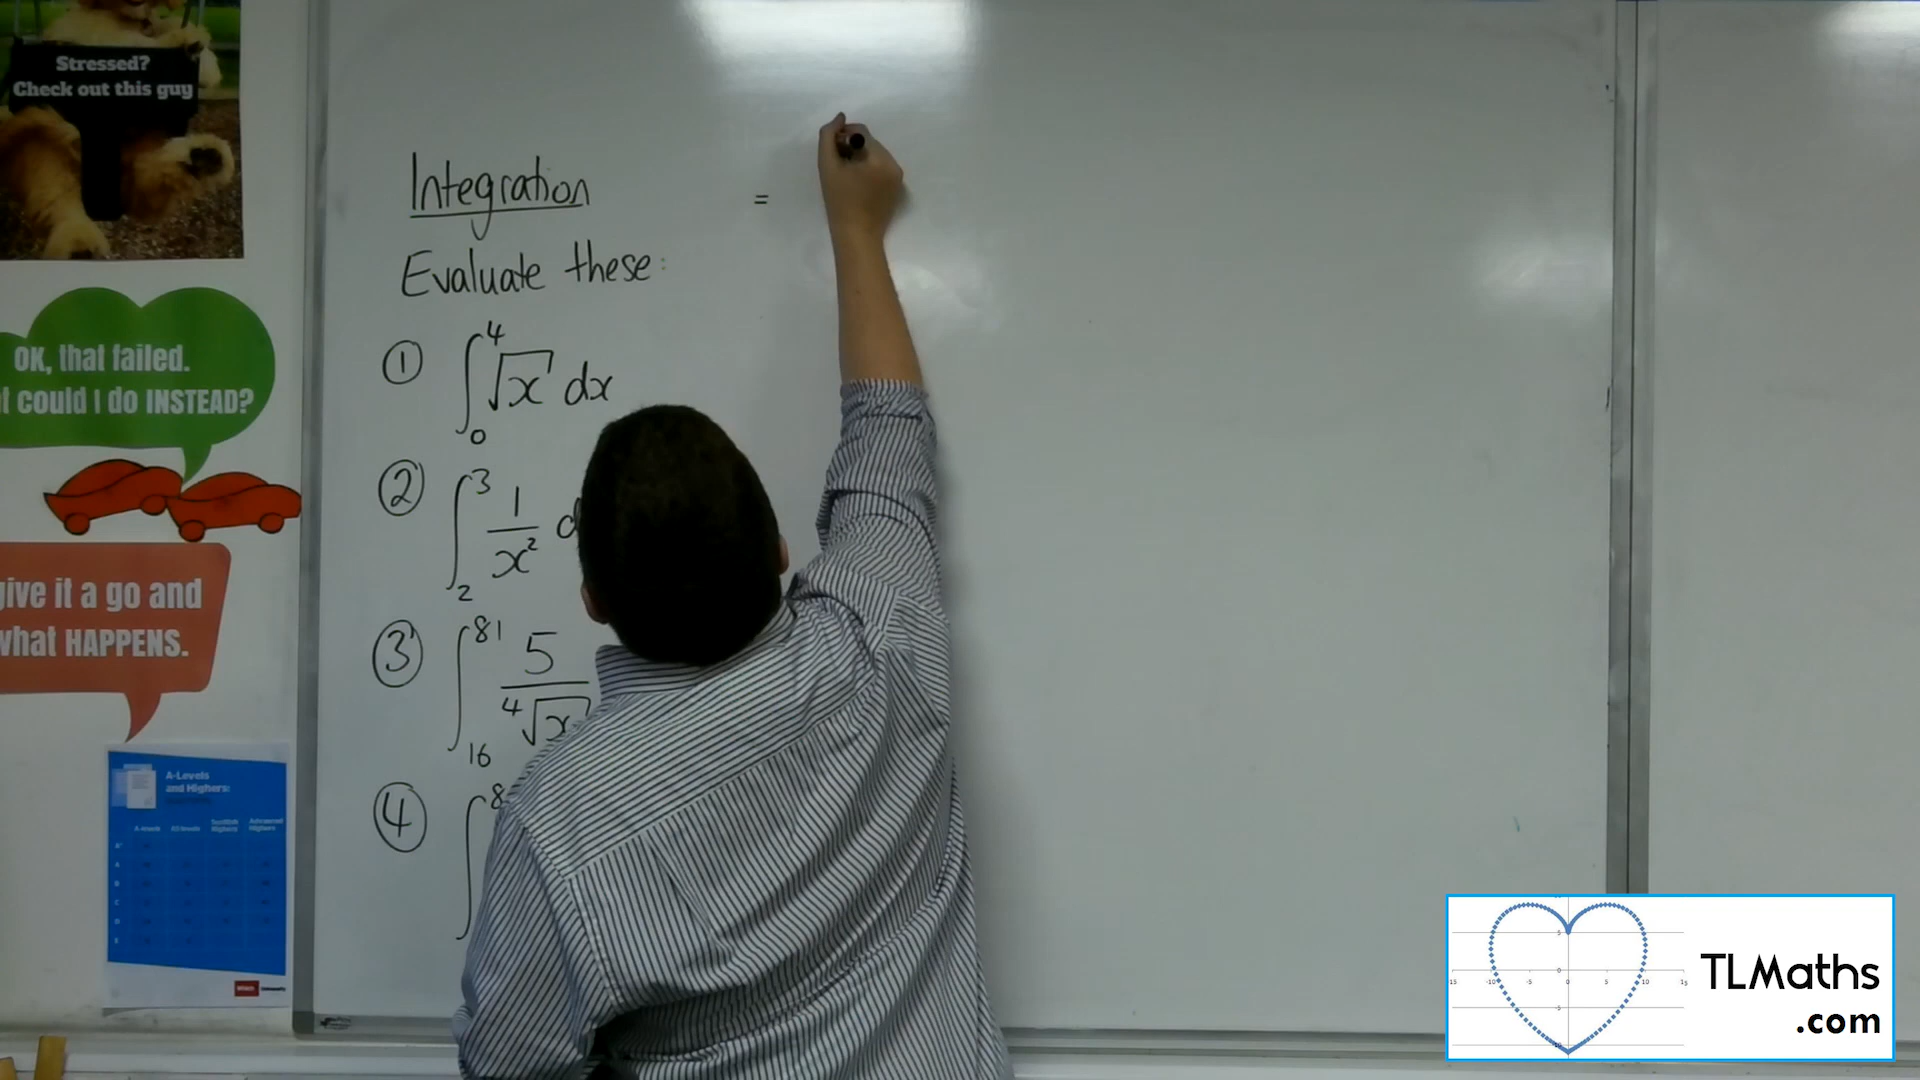 Stressed?
Check out this guy
OK, that failed.
could I do INSTEAD?
give it a go and
what HAPPENS.
A-Levels
and Highers:
Integration
=
Evaluate these:
① ∫₀⁴ √x dx
② ∫₂³ 1/x² d
③ ∫₁₆⁸¹ 5/⁴√x
④ ∫⁸
TLMaths
.com